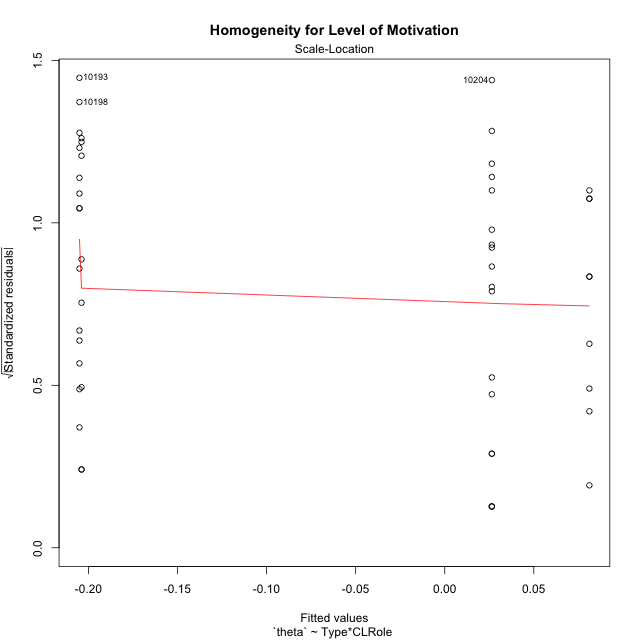 Homogeneity for Level of Motivation
Scale-Location
1.5
10193
10204
10198
1.0
√|Standardized residuals|
0.5
0.0
-0.20 -0.15 -0.10 -0.05 0.00 0.05
Fitted values
`theta` ~ Type*CLRole